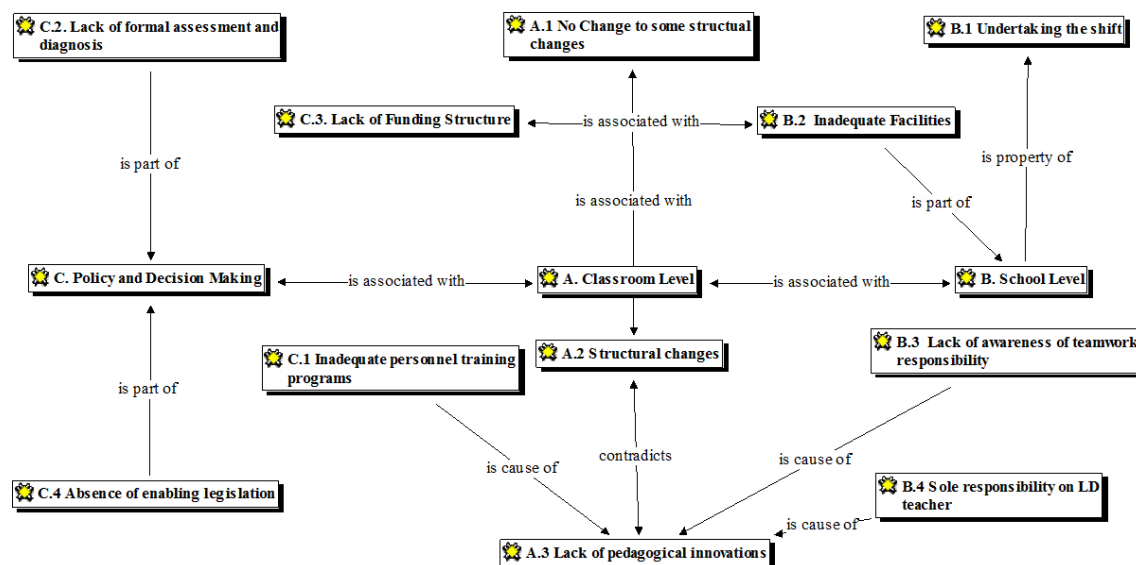 C.2. Lack of formal assessment and
diagnosis
A.1 No Change to some structual
changes
B.1 Undertaking the shift
C.3. Lack of Funding Structure
is associated with
B.2 Inadequate Facilities
is part of
is property of
is part of
is associated with
C. Policy and Decision Making
is associated with
A. Classroom Level
is associated with
B. School Level
C.1 Inadequate personnel training
programs
A.2 Structural changes
B.3 Lack of awareness of teamwork
responsibility
is part of
contradicts
is cause of
is cause of
C.4 Absence of enabling legislation
B.4 Sole responsibility on LD
teacher
is cause of
A.3 Lack of pedagogical innovations